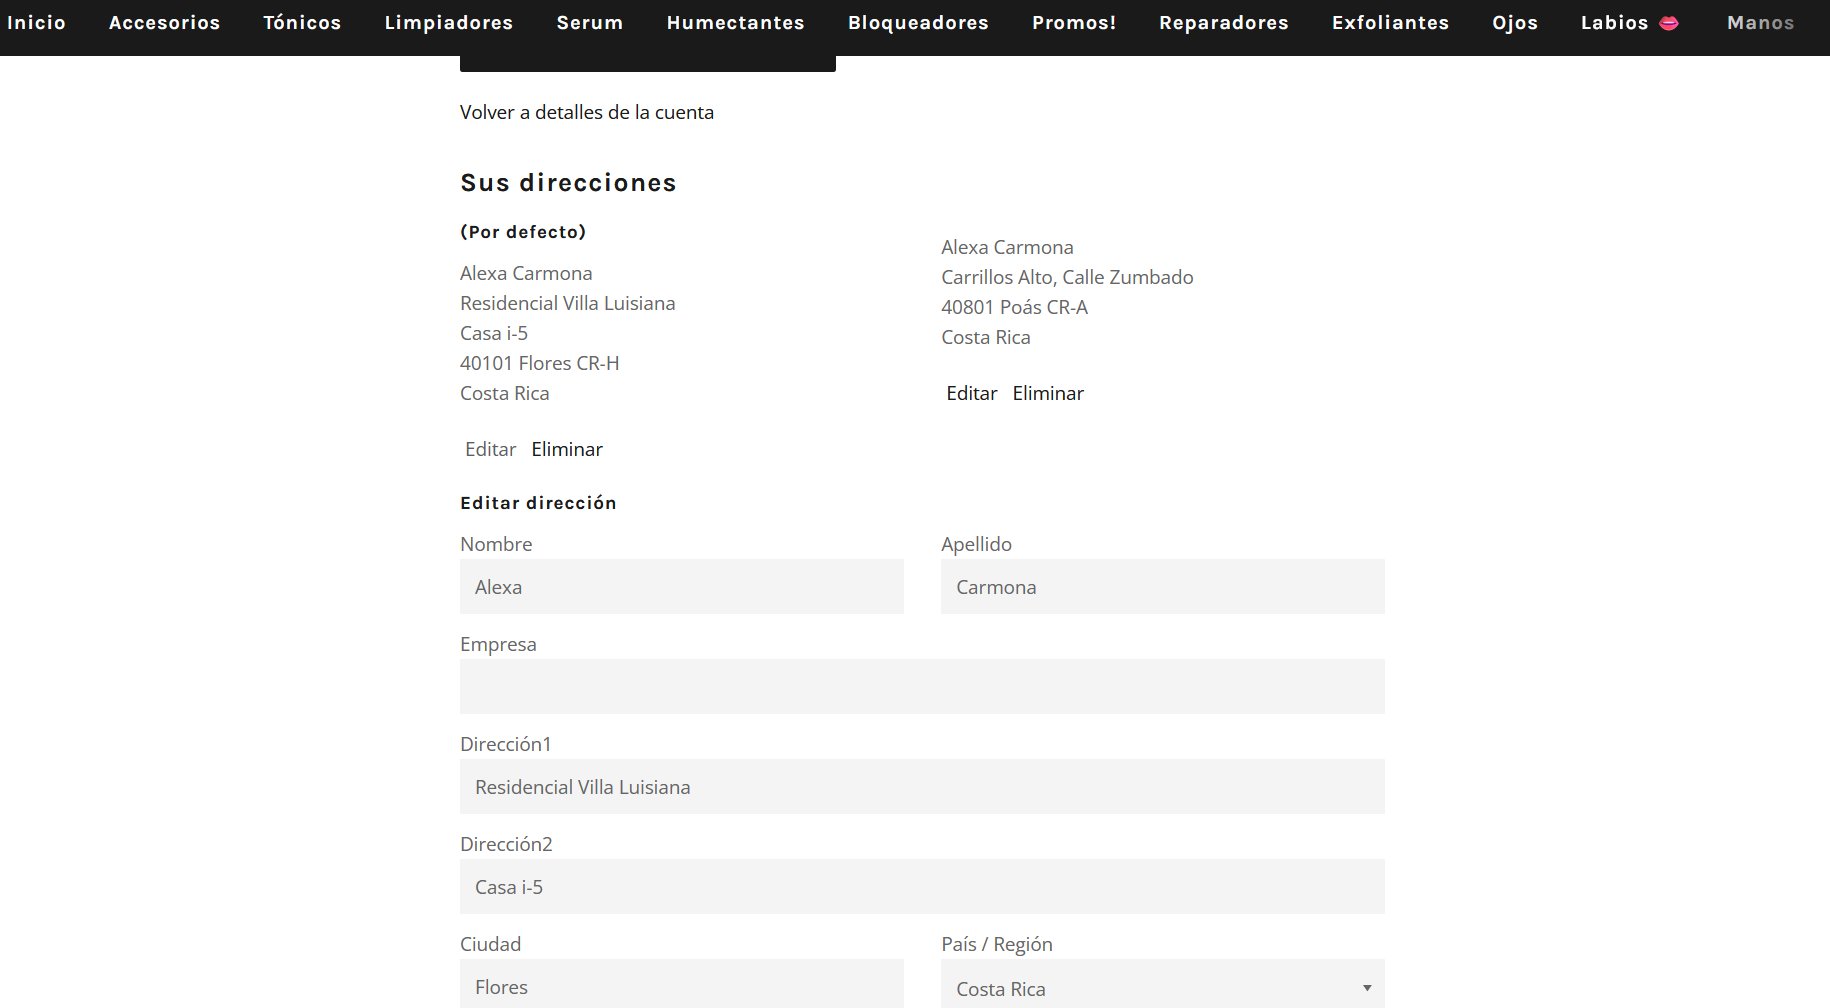 Inicio Accesorios Tónicos Limpiadores Serum Humectantes Bloqueadores Promos! Reparadores Exfoliantes Ojos Labios 👄 Manos
Volver a detalles de la cuenta
Sus direcciones
(Por defecto)
Alexa Carmona
Residencial Villa Luisiana
Casa i-5
40101 Flores CR-H
Costa Rica
Editar Eliminar
Alexa Carmona
Carrillos Alto, Calle Zumbado
40801 Poás CR-A
Costa Rica
Editar Eliminar
Editar dirección
Nombre
Alexa
Apellido
Carmona
Empresa
Dirección1
Residencial Villa Luisiana
Dirección2
Casa i-5
Ciudad
Flores
País / Región
Costa Rica